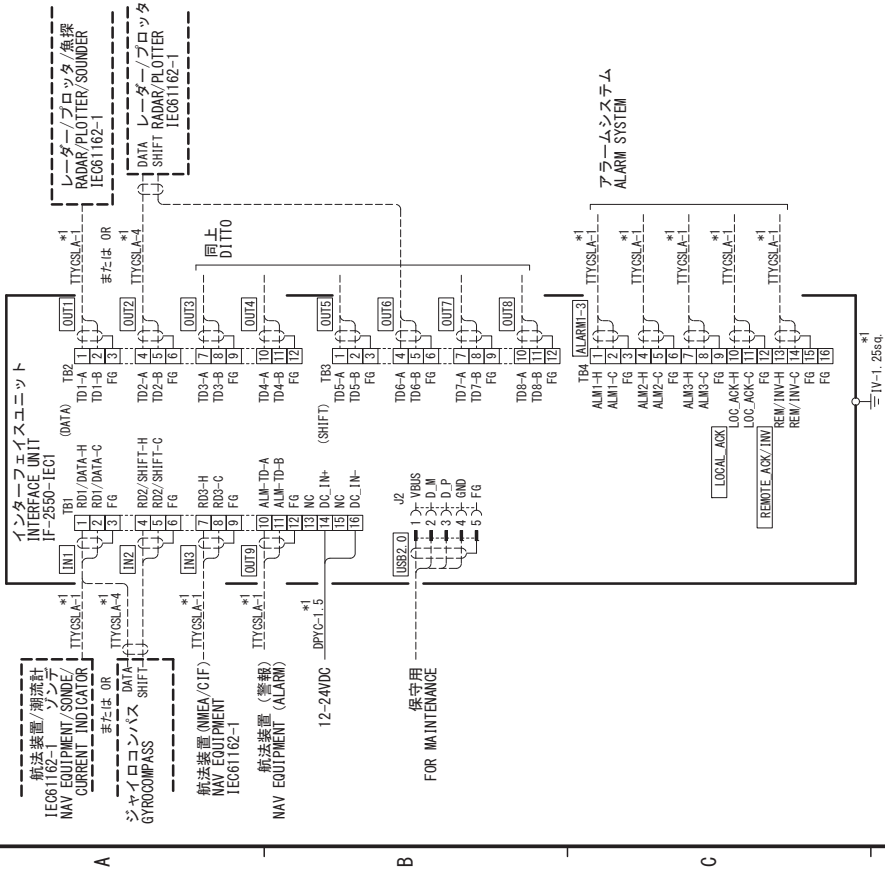 インターフェイスユニット
INTERFACE UNIT
IF-2550-IEC1
航法装置/潮流計
IEC61162-1 ゾンデ
NAV EQUIPMENT/SONDE/
CURRENT INDICATOR
または OR
ジャイロコンパス
GYROCOMPASS
DATA
SHIFT
航法装置(NMEA/CIF)
NAV EQUIPMENT
IEC61162-1
航法装置 (警報)
NAV EQUIPMENT (ALARM)
12-24VDC
保守用
FOR MAINTENANCE
*1
TTYCSLA-1
*1
TTYCSLA-4
*1
TTYCSLA-1
*1
TTYCSLA-1
*1
DPYC-1.5
IN1
IN2
IN3
OUT9
USB2.0
TB1
(DATA)
1 RD1/DATA-H
2 RD1/DATA-C
3 FG
4 RD2/SHIFT-H
5 RD2/SHIFT-C
6 FG
7 RD3-H
8 RD3-C
9 FG
10 ALM-TD-A
11 ALM-TD-B
12 FG
13 NC
14 DC_IN+
15 NC
16 DC_IN-
(SHIFT)
J2
1 VBUS
2 D_M
3 D_P
4 GND
5 FG
TB2
TD1-A 1
TD1-B 2
FG 3
TD2-A 4
TD2-B 5
FG 6
TD3-A 7
TD3-B 8
FG 9
TD4-A 10
TD4-B 11
FG 12
OUT1
OUT2
OUT3
OUT4
TB3
TD5-A 1
TD5-B 2
FG 3
TD6-A 4
TD6-B 5
FG 6
TD7-A 7
TD7-B 8
FG 9
TD8-A 10
TD8-B 11
FG 12
OUT5
OUT6
OUT7
OUT8
TB4
ALARM1-3
ALM1-H 1
ALM1-C 2
FG 3
ALM2-H 4
ALM2-C 5
FG 6
ALM3-H 7
ALM3-C 8
FG 9
LOCAL_ACK
LOC_ACK-H 10
LOC_ACK-C 11
FG 12
REMOTE_ACK/INV
REM/INV-H 13
REM/INV-C 14
FG 15
FG 16
*1
TTYCSLA-1
または OR
*1
TTYCSLA-4
同上
DITTO
*1
TTYCSLA-1
*1
TTYCSLA-1
*1
TTYCSLA-1
*1
TTYCSLA-1
*1
TTYCSLA-1
レーダー/プロッタ/魚探
RADAR/PLOTTER/SOUNDER
IEC61162-1
DATA
SHIFT
レーダー/プロッタ
RADAR/PLOTTER
IEC61162-1
アラームシステム
ALARM SYSTEM
*1
IV-1.25sq.
A
B
C